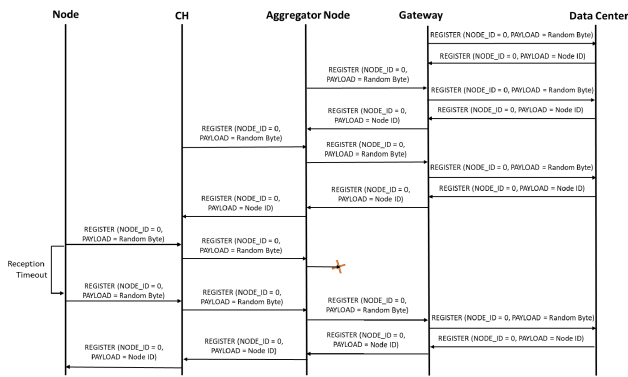 Node CH Aggregator Node Gateway Data Center
REGISTER (NODE_ID = 0, PAYLOAD = Random Byte)
REGISTER (NODE_ID = 0, PAYLOAD = Node ID)
REGISTER (NODE_ID = 0,
PAYLOAD = Random Byte)
REGISTER (NODE_ID = 0, PAYLOAD = Random Byte)
REGISTER (NODE_ID = 0, PAYLOAD = Node ID)
REGISTER (NODE_ID = 0,
PAYLOAD = Node ID)
REGISTER (NODE_ID = 0,
PAYLOAD = Random Byte)
REGISTER (NODE_ID = 0,
PAYLOAD = Random Byte)
REGISTER (NODE_ID = 0, PAYLOAD = Random Byte)
REGISTER (NODE_ID = 0, PAYLOAD = Node ID)
REGISTER (NODE_ID = 0,
PAYLOAD = Node ID)
REGISTER (NODE_ID = 0,
PAYLOAD = Node ID)
REGISTER (NODE_ID = 0,
PAYLOAD = Random Byte)
REGISTER (NODE_ID = 0,
PAYLOAD = Random Byte)
Reception
Timeout
REGISTER (NODE_ID = 0,
PAYLOAD = Random Byte)
REGISTER (NODE_ID = 0,
PAYLOAD = Random Byte)
REGISTER (NODE_ID = 0,
PAYLOAD = Random Byte)
REGISTER (NODE_ID = 0, PAYLOAD = Random Byte)
REGISTER (NODE_ID = 0, PAYLOAD = Node ID)
REGISTER (NODE_ID = 0,
PAYLOAD = Node ID)
REGISTER (NODE_ID = 0,
PAYLOAD = Node ID)
REGISTER (NODE_ID = 0,
PAYLOAD = Node ID)